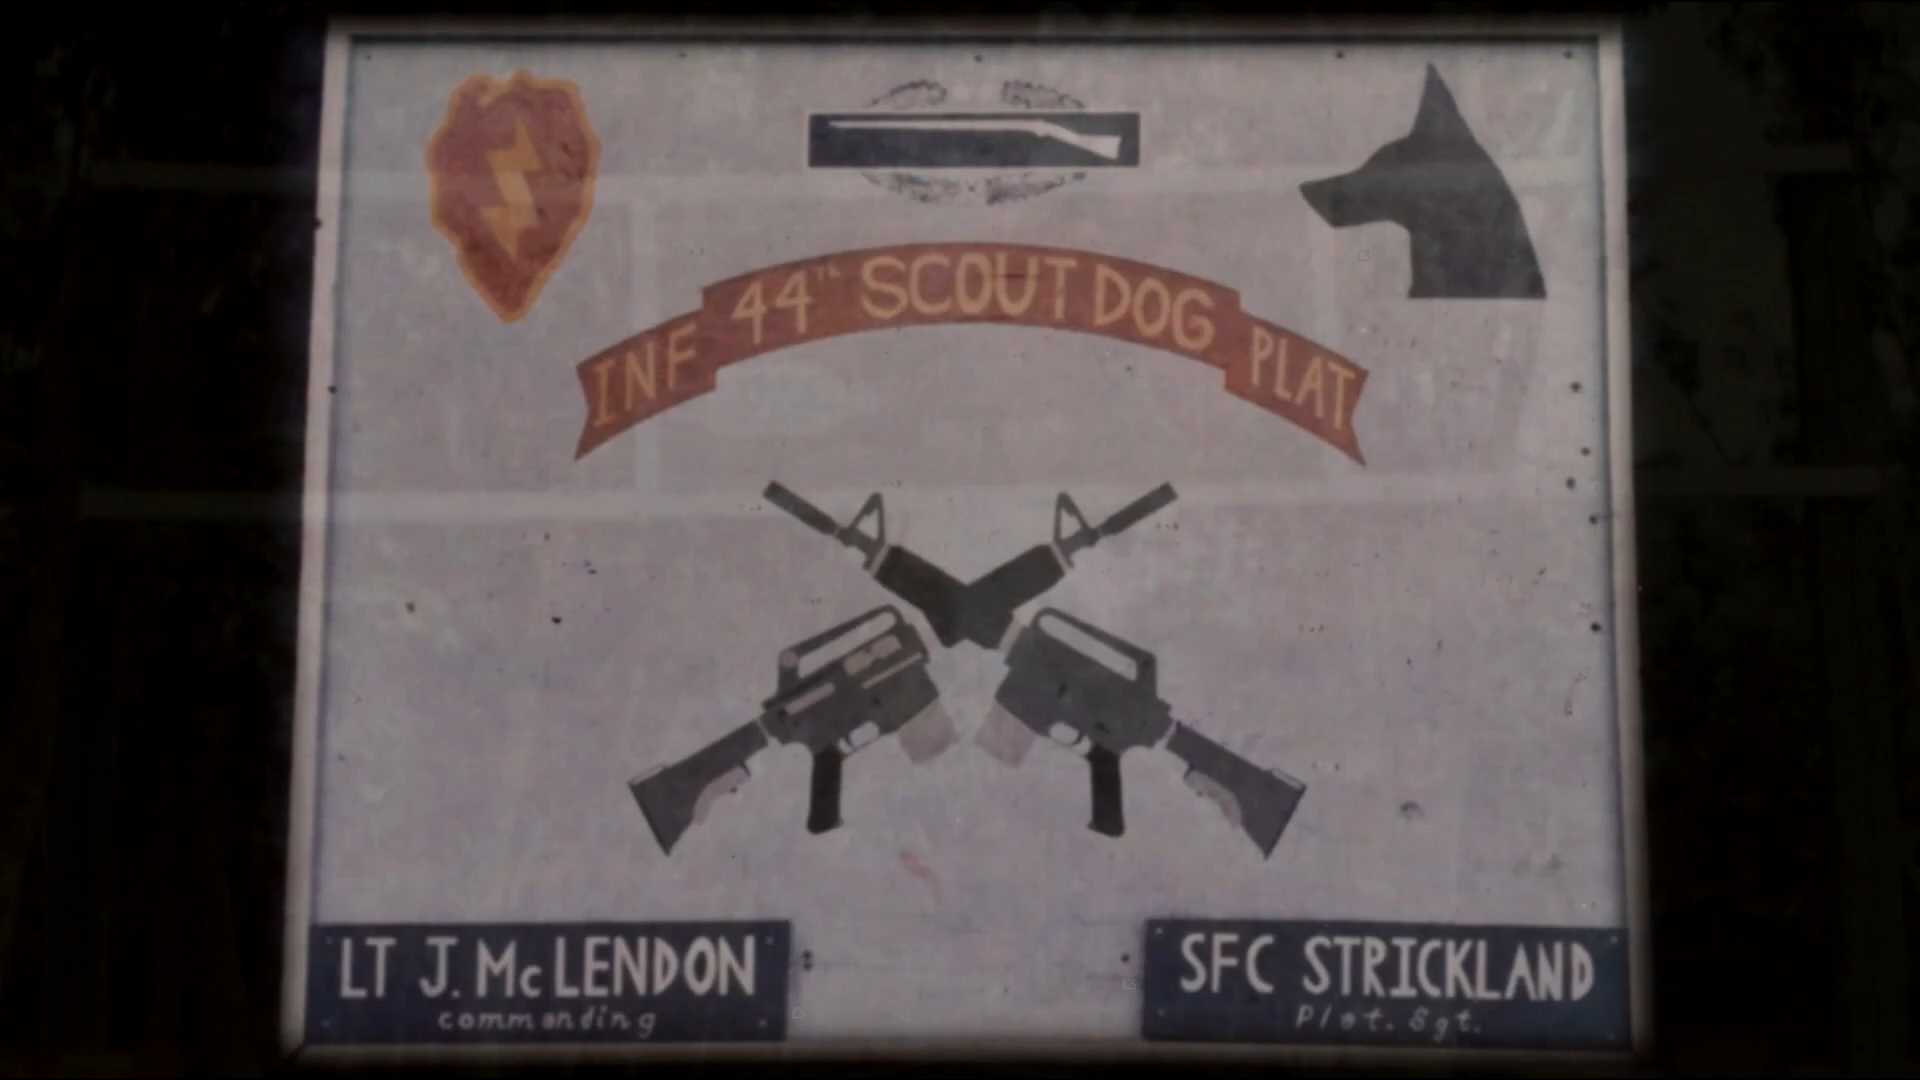 INF 44th SCOUT DOG PLAT
LT J. McLENDON
commanding
SFC STRICKLAND
Plat. Sgt.